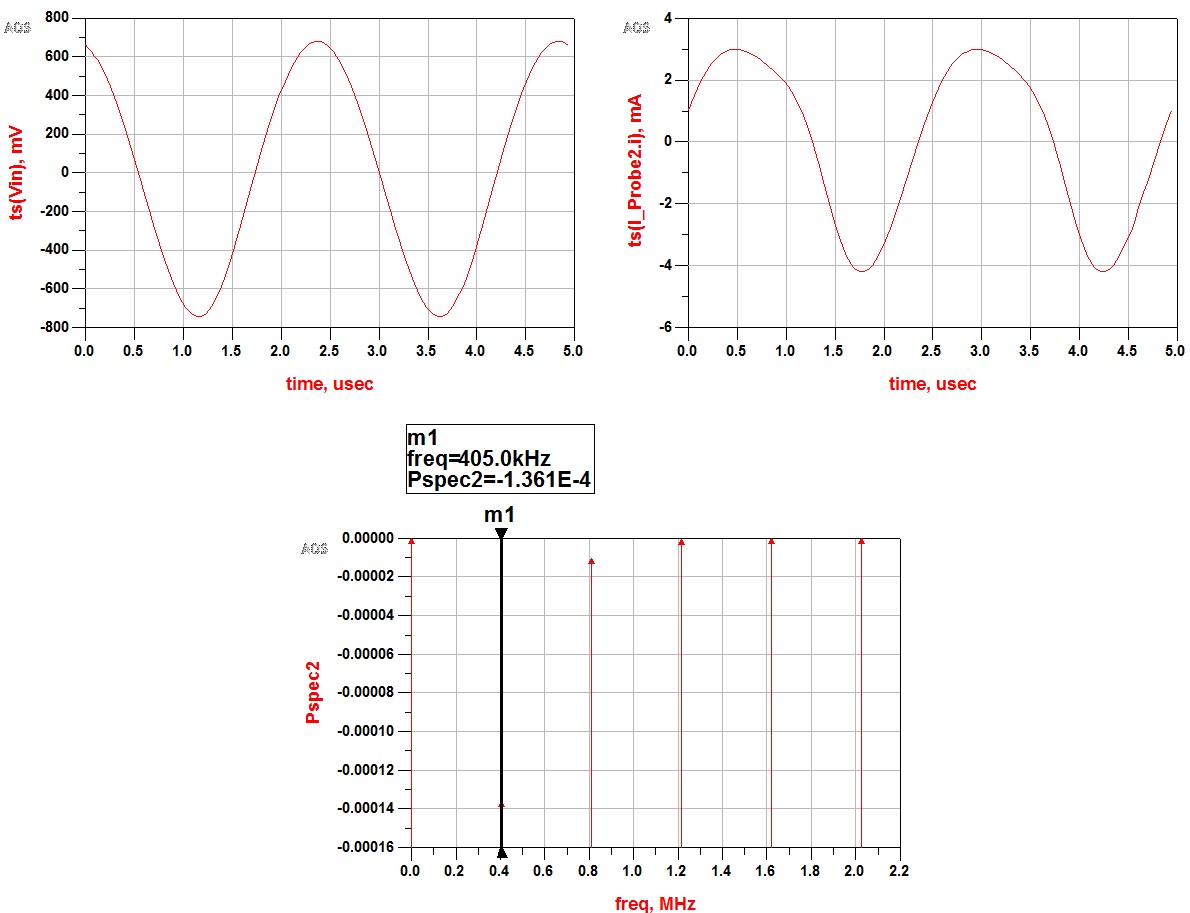 ADS
800
600
400
200
0
-200
-400
-600
-800
ts(Vin), mV
0.0 0.5 1.0 1.5 2.0 2.5 3.0 3.5 4.0 4.5 5.0
time, usec
ADS
4
2
0
-2
-4
-6
ts(I_Probe2.i), mA
0.0 0.5 1.0 1.5 2.0 2.5 3.0 3.5 4.0 4.5 5.0
time, usec
m1
freq=405.0kHz
Pspec2=-1.361E-4
m1
ADS
0.00000
-0.00002
-0.00004
-0.00006
-0.00008
-0.00010
-0.00012
-0.00014
-0.00016
Pspec2
0.0 0.2 0.4 0.6 0.8 1.0 1.2 1.4 1.6 1.8 2.0 2.2
freq, MHz